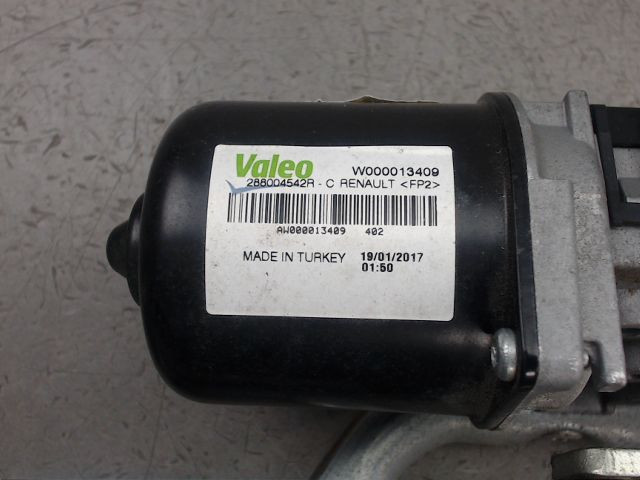 Valeo W000013409
288004542R - C RENAULT <FP2>
AW000013409 402
MADE IN TURKEY 19/01/2017
01:50